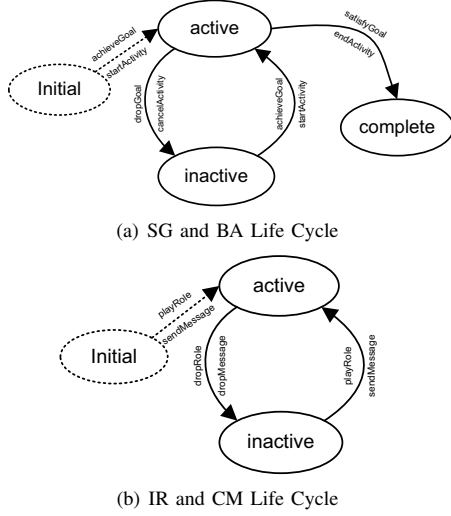 active
satisfyGoal
endActivity
achieveGoal
startActivity
Initial
dropGoal
cancelActivity
achieveGoal
startActivity
complete
inactive
(a) SG and BA Life Cycle
active
playRole
sendMessage
Initial
dropRole
dropMessage
playRole
sendMessage
inactive
(b) IR and CM Life Cycle